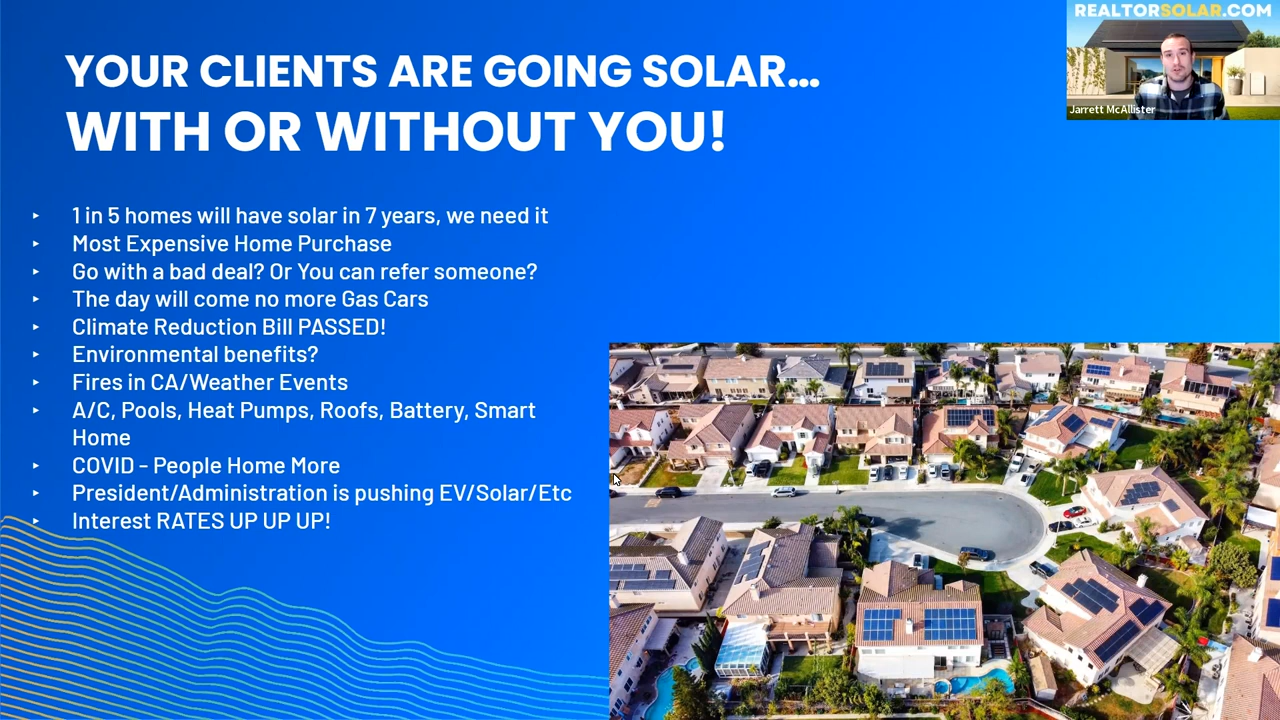 REALTORSOLAR.COM
Jarrett McAllister
YOUR CLIENTS ARE GOING SOLAR...
WITH OR WITHOUT YOU!
1 in 5 homes will have solar in 7 years, we need it
Most Expensive Home Purchase
Go with a bad deal? Or You can refer someone?
The day will come no more Gas Cars
Climate Reduction Bill PASSED!
Environmental benefits?
Fires in CA/Weather Events
A/C, Pools, Heat Pumps, Roofs, Battery, Smart
Home
COVID - People Home More
President/Administration is pushing EV/Solar/Etc
Interest RATES UP UP UP!